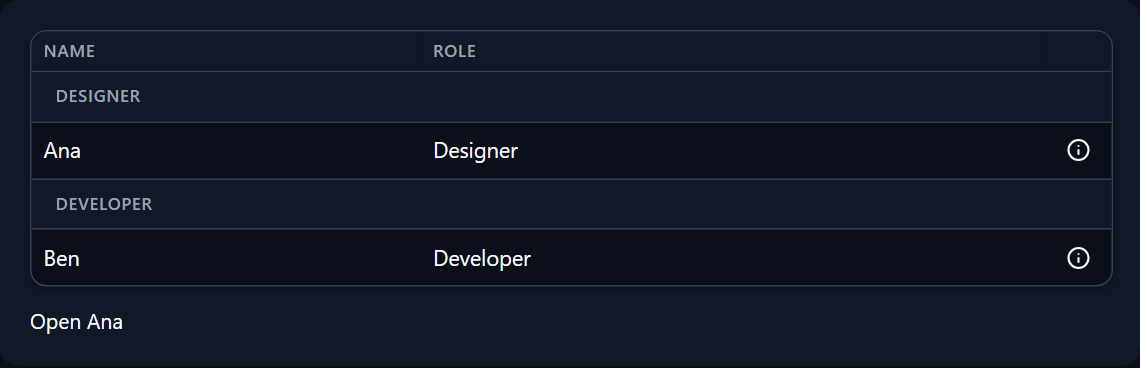 NAME ROLE
DESIGNER
Ana Designer
DEVELOPER
Ben Developer
Open Ana